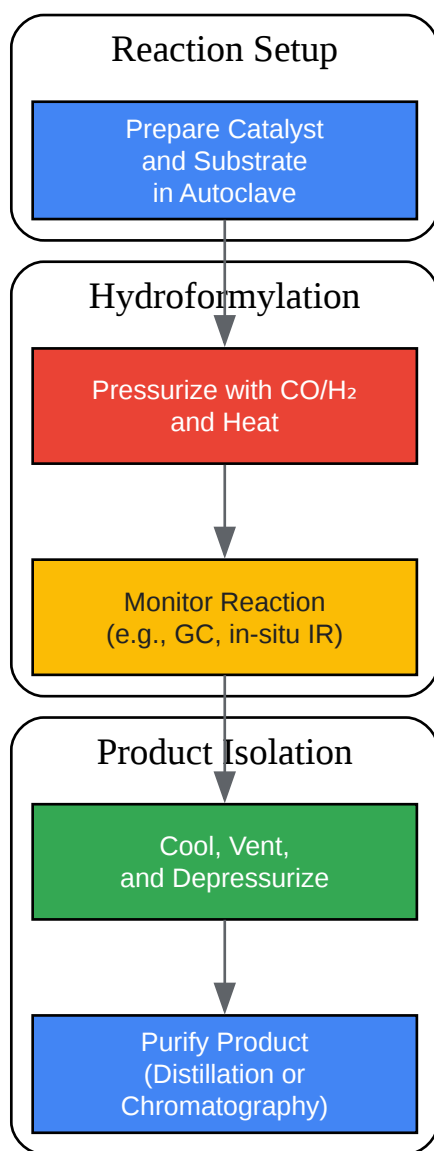 Reaction Setup
Prepare Catalyst
and Substrate
in Autoclave
Hydroformylation
Pressurize with CO/H₂
and Heat
Monitor Reaction
(e.g., GC, in-situ IR)
Product Isolation
Cool, Vent,
and Depressurize
Purify Product
(Distillation or
Chromatography)